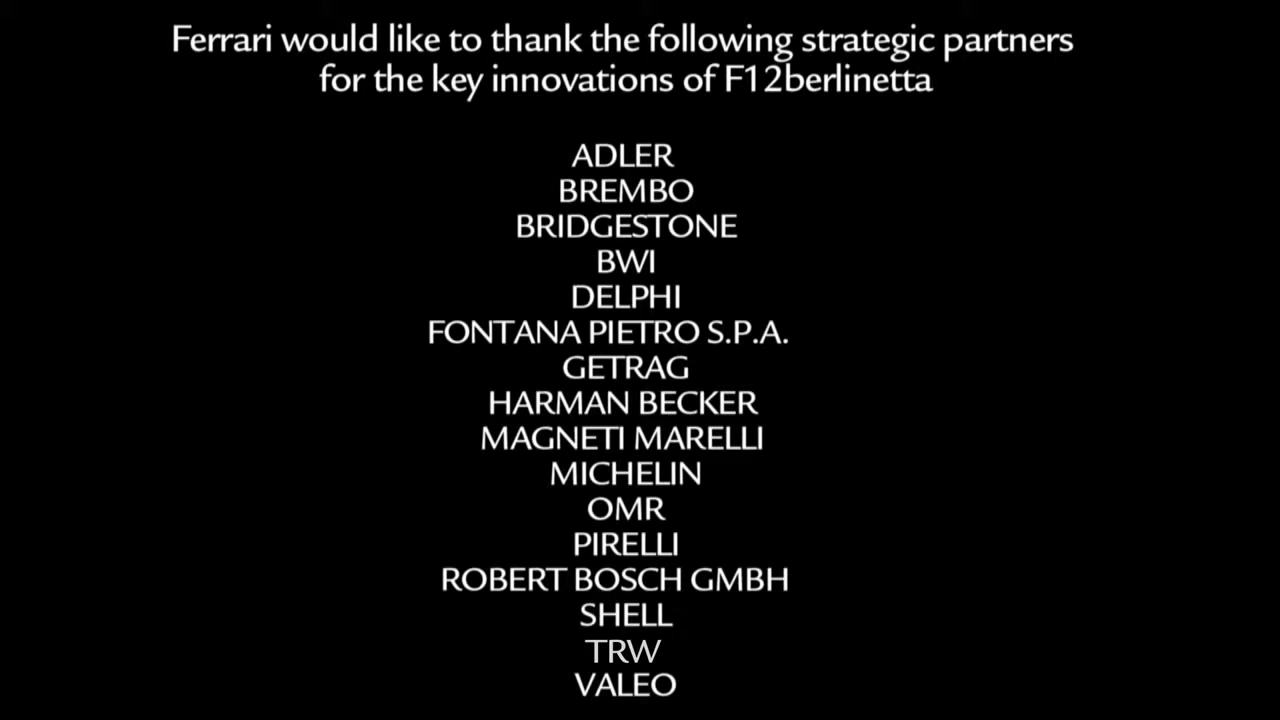 Ferrari would like to thank the following strategic partners
for the key innovations of F12berlinetta
ADLER
BREMBO
BRIDGESTONE
BWI
DELPHI
FONTANA PIETRO S.P.A.
GETRAG
HARMAN BECKER
MAGNETI MARELLI
MICHELIN
OMR
PIRELLI
ROBERT BOSCH GMBH
SHELL
TRW
VALEO